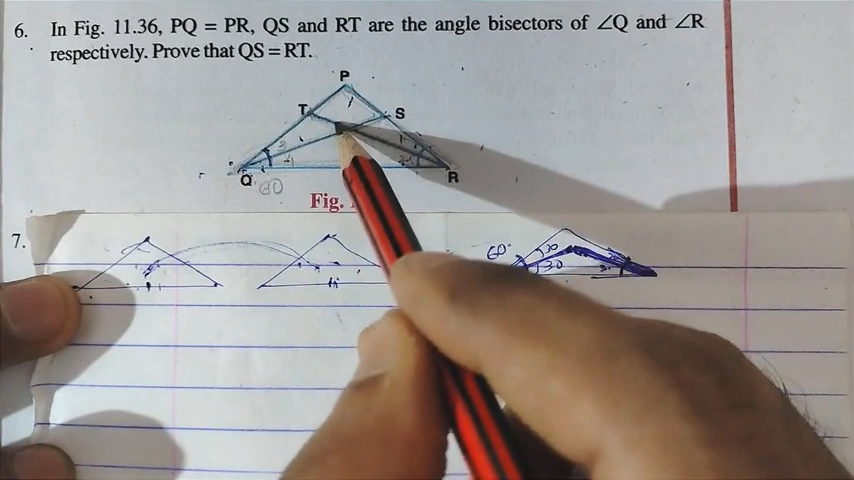 6. In Fig. 11.36, PQ = PR, QS and RT are the angle bisectors of ∠Q and ∠R
respectively. Prove that QS = RT.
P
T
S
Q
R
60
Fig.
7.
60°
30
30